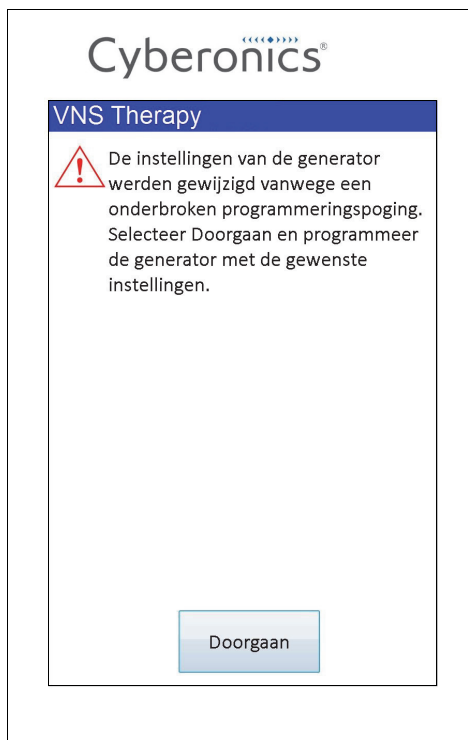 Cyberonics®
VNS Therapy
De instellingen van de generator
werden gewijzigd vanwege een
onderbroken programmeringspoging.
Selecteer Doorgaan en programmeer
de generator met de gewenste
instellingen.
Doorgaan